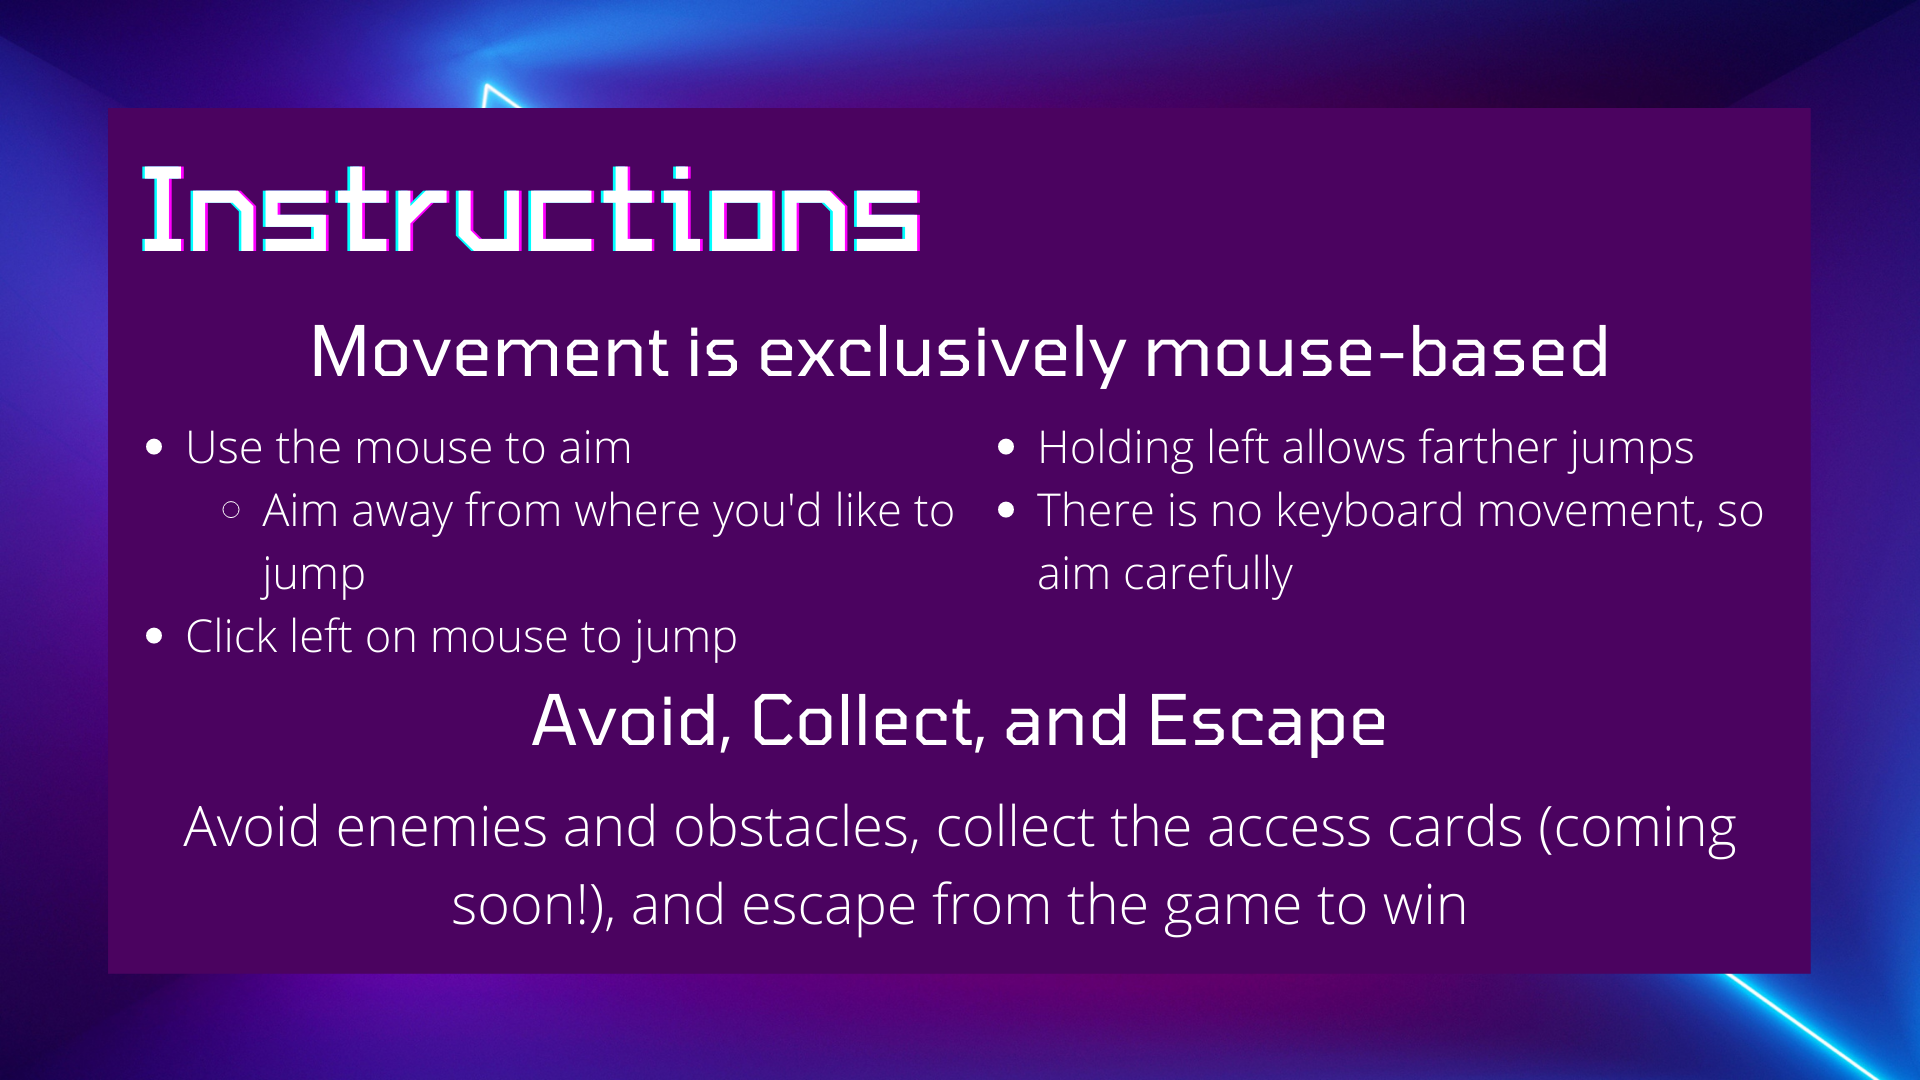 Instructions
Movement is exclusively mouse-based
• Use the mouse to aim
○ Aim away from where you'd like to
jump
• Click left on mouse to jump
• Holding left allows farther jumps
• There is no keyboard movement, so
aim carefully
Avoid, Collect, and Escape
Avoid enemies and obstacles, collect the access cards (coming
soon!), and escape from the game to win